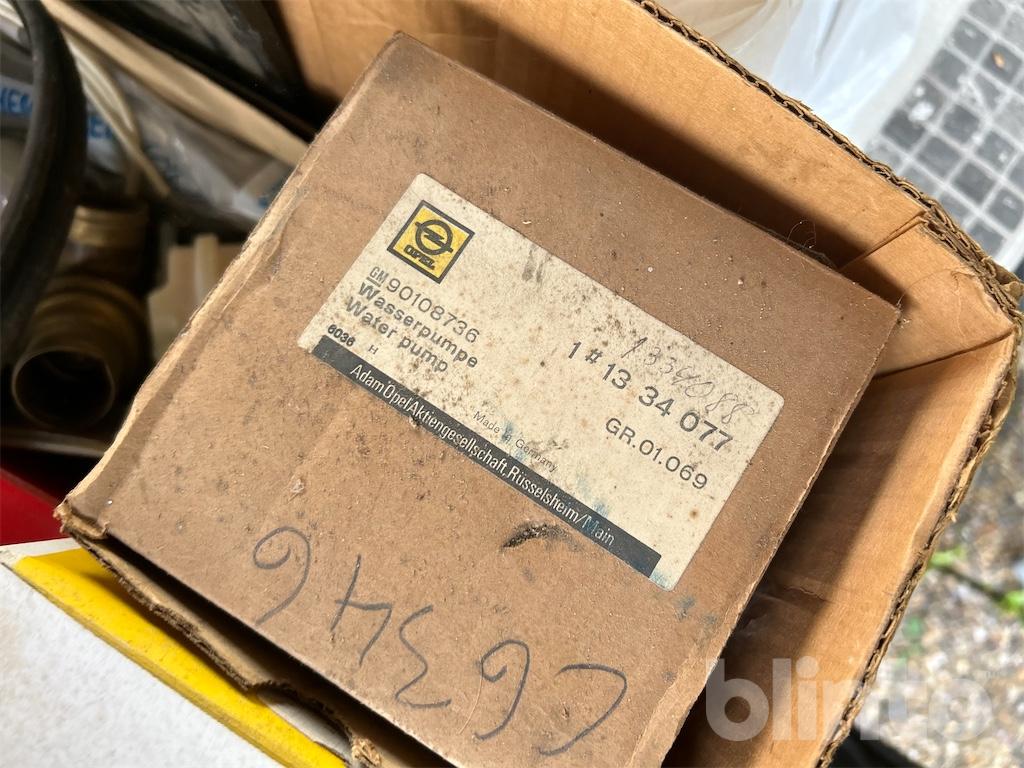 OPEL
GM 90108736
Wasserpumpe
Water pump
6036 H
1334088
1 # 13 34 077
GR.01.069
Made in Germany
Adam Opel Aktiengesellschaft, Rüsselsheim/Main
blinto